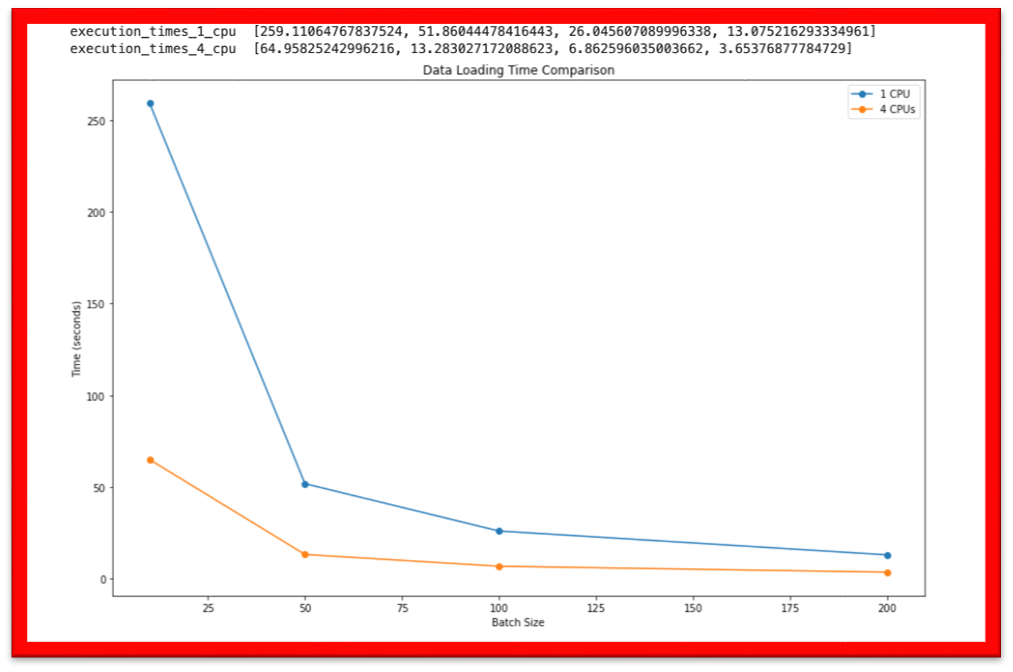 execution_times_1_cpu [259.11064767837524, 51.86044478416443, 26.045607089996338, 13.075216293334961]
execution_times_4_cpu [64.95825242996216, 13.283027172088623, 6.862596035003662, 3.65376877784729]
Data Loading Time Comparison
1 CPU
4 CPUs
250
200
150
100
50
0
Time (seconds)
25 50 75 100 125 150 175 200
Batch Size